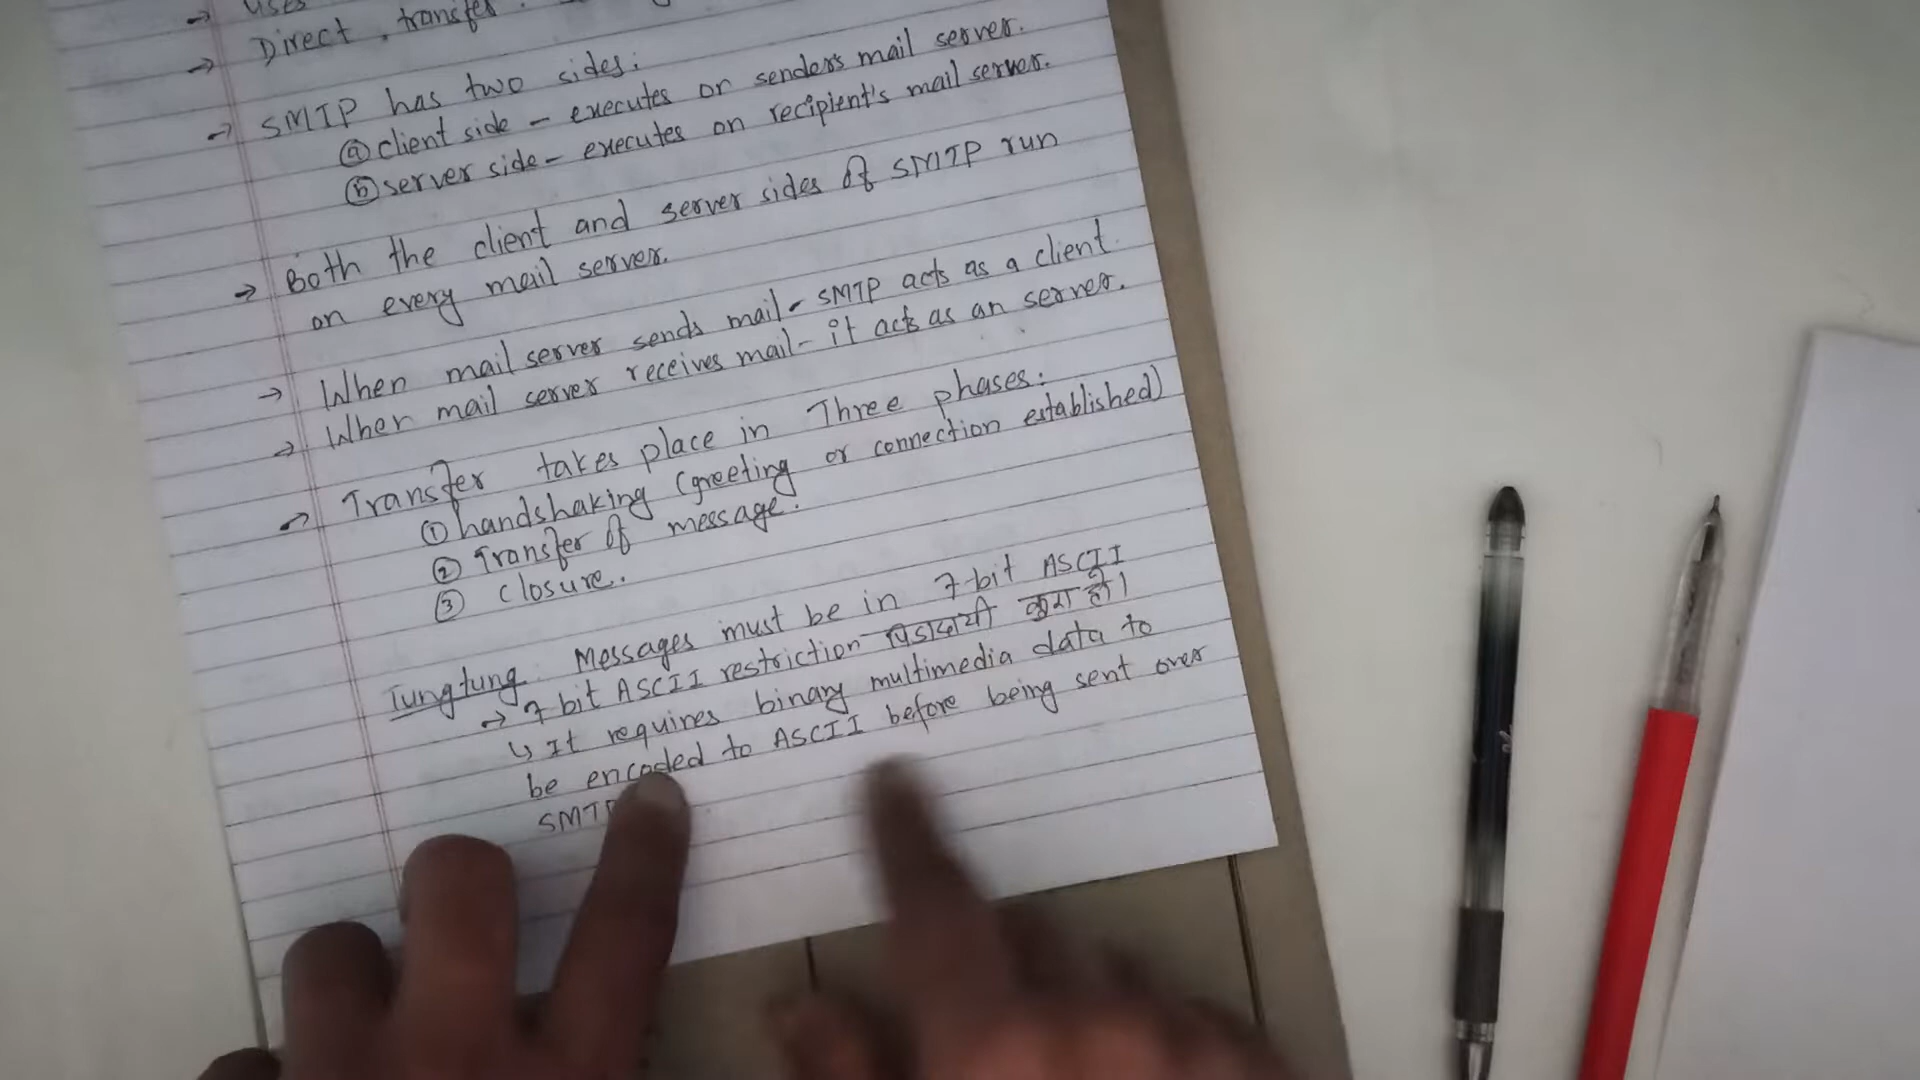 → uses
→ Direct, transfer.
→ SMTP has two sides:
ⓐ client side - executes on senders mail server.
ⓑ server side - executes on recipient's mail server.
→ Both the client and server sides of SMTP run
on every mail server.
→ When mail server sends mail - SMTP acts as a client
→ When mail server receives mail - it acts as an server.
→ Transfer takes place in Three phases:
① handshaking (greeting or connection established)
② Transfer of message.
③ closure.
Tungtung. Messages must be in 7-bit ASCII
→ 7 bit ASCII restriction पिडादायी कुरा हो।
↳ It requires binary multimedia data to
be encoded to ASCII before being sent over
SMTP